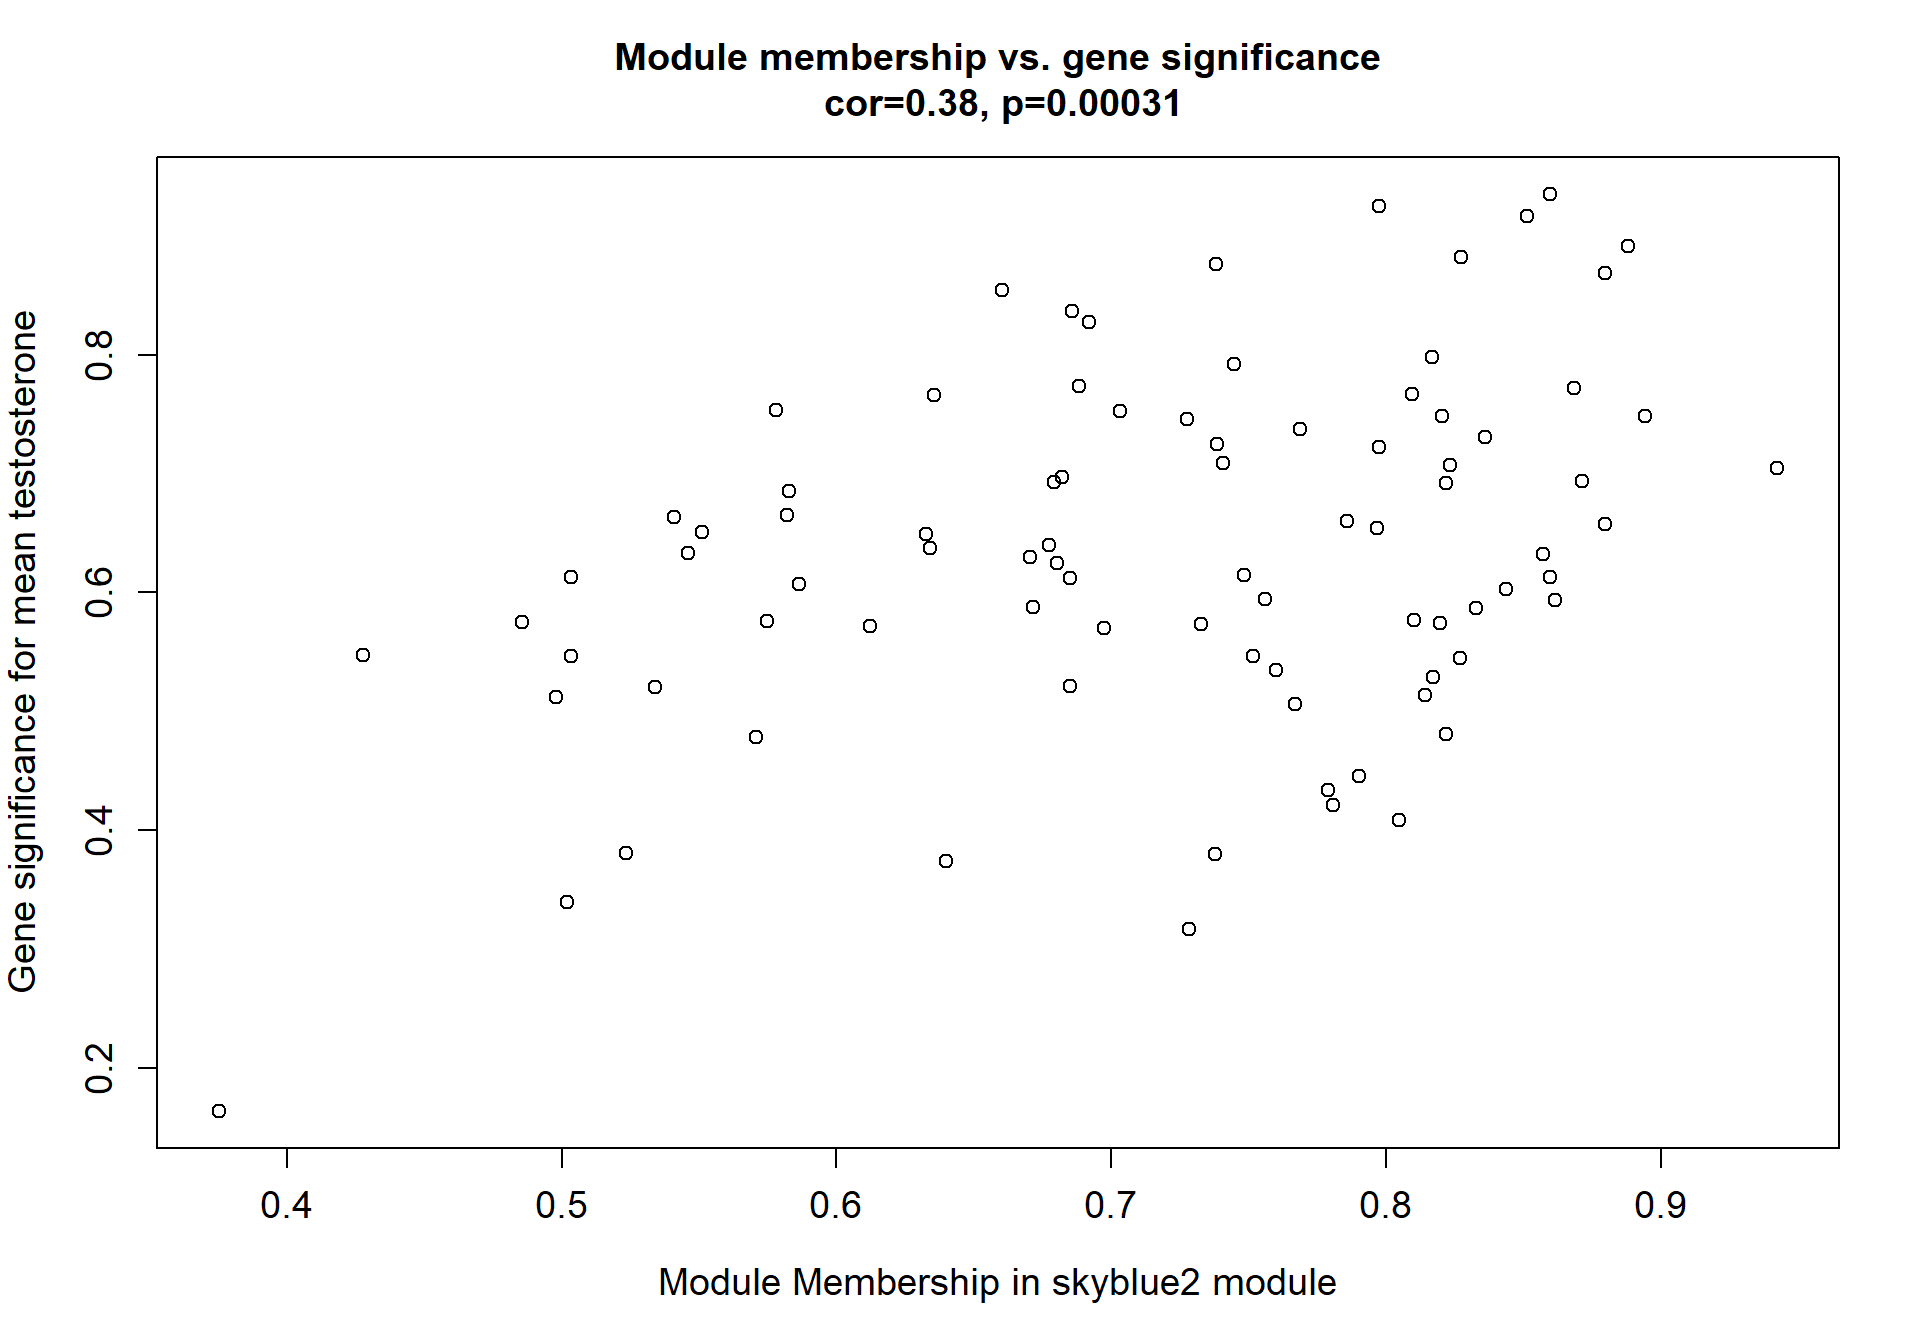 Module membership vs. gene significance
cor=0.38, p=0.00031
Gene significance for mean testosterone
0.8
0.6
0.4
0.2
0.4 0.5 0.6 0.7 0.8 0.9
Module Membership in skyblue2 module